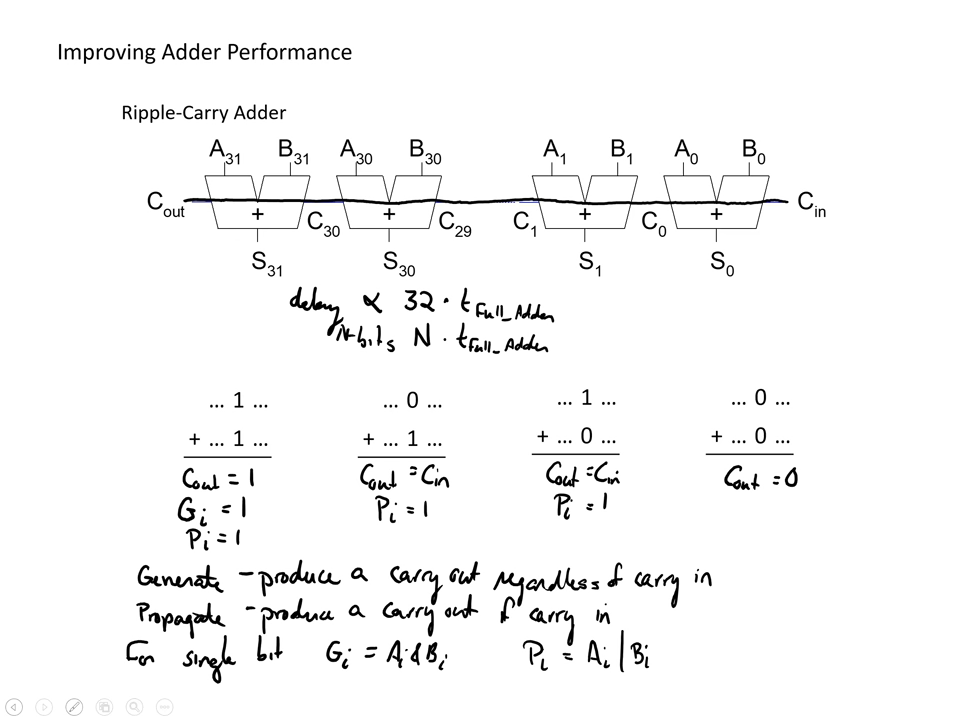 Improving Adder Performance
Ripple-Carry Adder
A31 B31 A30 B30 A1 B1 A0 B0
Cout + + + + Cin
C30 C29 C1 C0
S31 S30 S1 S0
delay ∝ 32 · tFull_Adder
N-bits N · tFull_Adder
... 1 ... ... 0 ... ... 1 ... ... 0 ...
+ ... 1 ... + ... 1 ... + ... 0 ... + ... 0 ...
Cout = 1 Cout = Cin Cout = Cin Cout = 0
Gi = 1 Pi = 1 Pi = 1
Pi = 1
Generate - produce a carry out regardless of carry in
Propagate - produce a carry out if carry in
For single bit Gi = Ai & Bi Pi = Ai | Bi